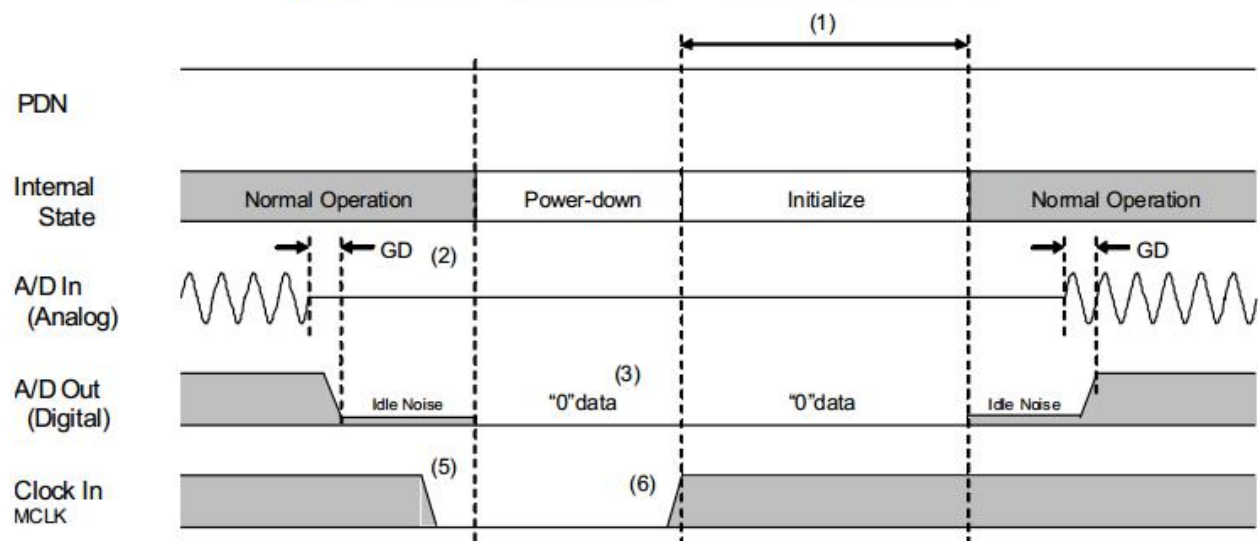 (1)
PDN
Internal
State
Normal Operation
Power-down
Initialize
Normal Operation
GD
(2)
GD
A/D In
(Analog)
A/D Out
(Digital)
Idle Noise
"0"data
(3)
"0"data
Idle Noise
Clock In
MCLK
(5)
(6)